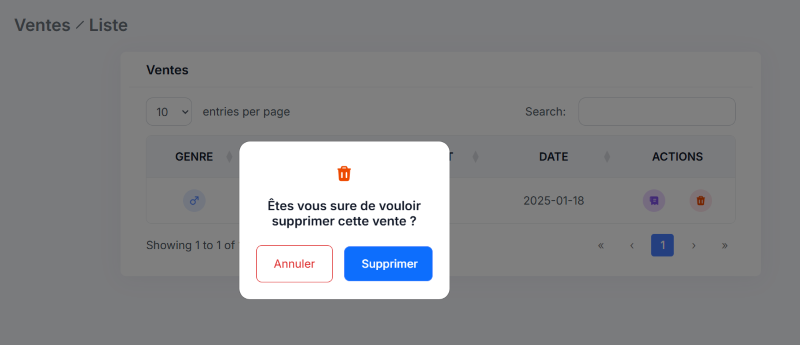 Ventes / Liste
Ventes
10 entries per page
Search:
GENRE
DATE
ACTIONS
2025-01-18
Êtes vous sure de vouloir
supprimer cette vente ?
Annuler Supprimer
Showing 1 to 1 of
« ‹ 1 › »